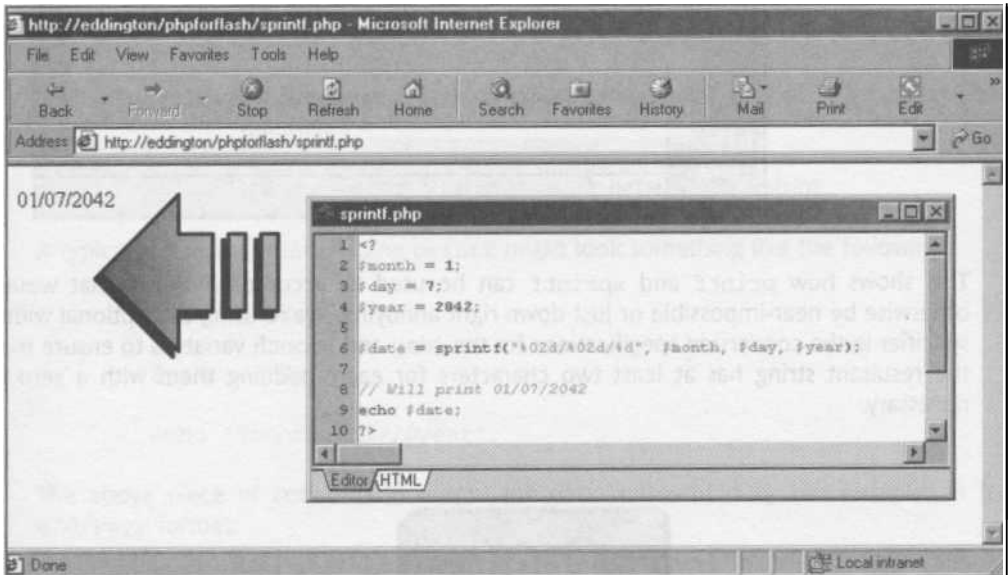 http://eddington/phpforflash/sprintf.php - Microsoft Internet Explorer
File Edit View Favorites Tools Help
Back Forward Stop Refresh Home Search Favorites History Mail Print Edit
Address http://eddington/phpforflash/sprintf.php Go
01/07/2042
sprintf.php
1 <?
2 $month = 1;
3 $day = 7;
4 $year = 2042;
5
6 $date = sprintf("%02d/%02d/%d", $month, $day, $year);
7
8 // Will print 01/07/2042
9 echo $date;
10 ?>
Editor HTML
Done Local intranet